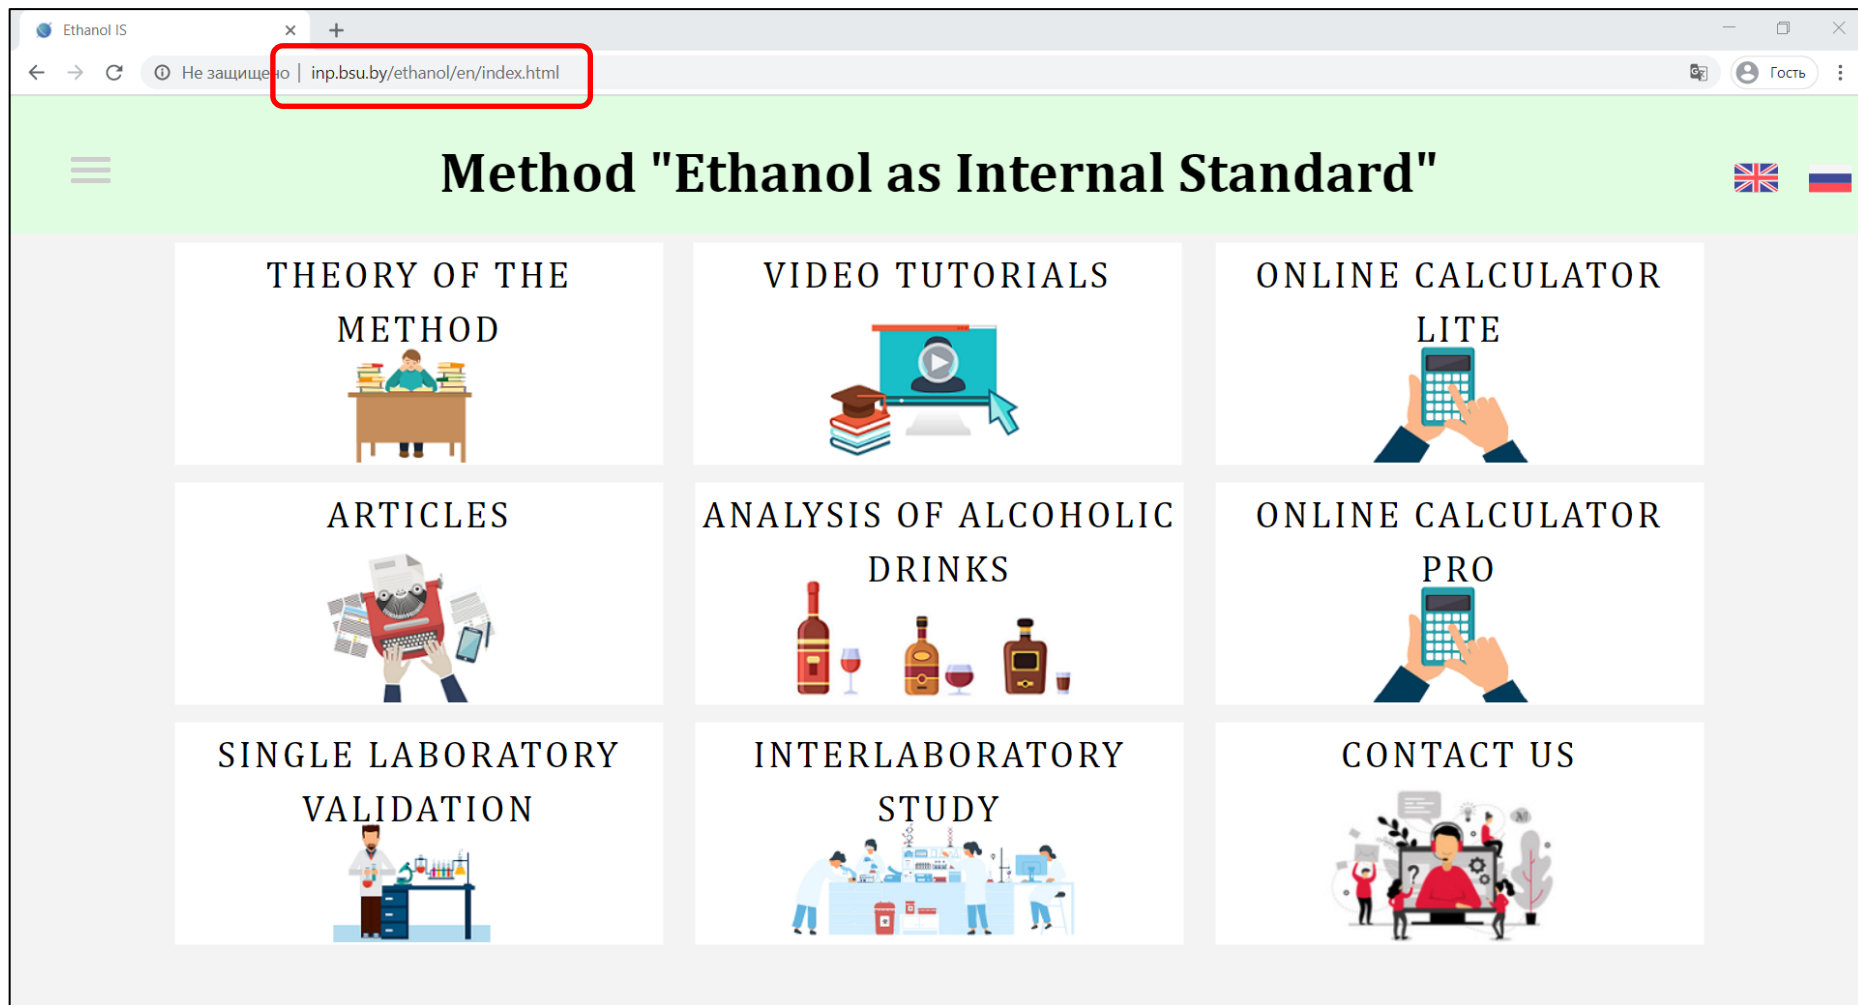 Ethanol IS
Не защищено | inp.bsu.by/ethanol/en/index.html
Гость
Method "Ethanol as Internal Standard"
THEORY OF THE
METHOD
VIDEO TUTORIALS
ONLINE CALCULATOR
LITE
ARTICLES
ANALYSIS OF ALCOHOLIC
DRINKS
ONLINE CALCULATOR
PRO
SINGLE LABORATORY
VALIDATION
INTERLABORATORY
STUDY
CONTACT US